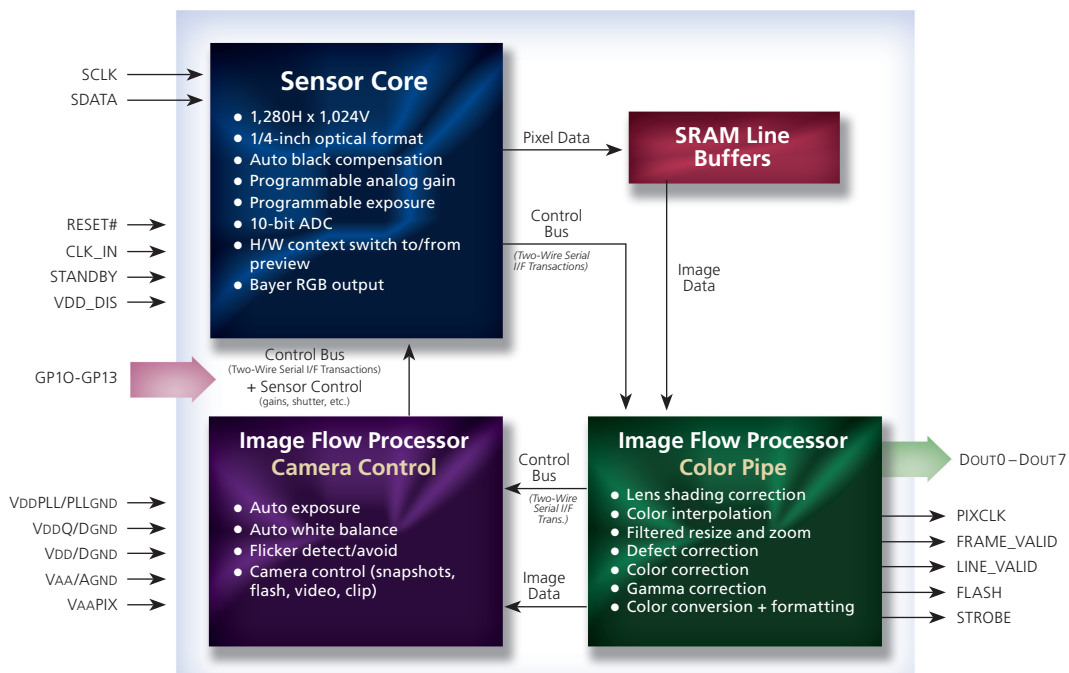 SCLK
SDATA
RESET#
CLK_IN
STANDBY
VDD_DIS
GP1O-GP13
VDDPLL/PLLGND
VDDQ/DGND
VDD/DGND
VAA/AGND
VAAPIX
Sensor Core
• 1,280H x 1,024V
• 1/4-inch optical format
• Auto black compensation
• Programmable analog gain
• Programmable exposure
• 10-bit ADC
• H/W context switch to/from
preview
• Bayer RGB output
Pixel Data
SRAM Line
Buffers
Control
Bus
(Two-Wire Serial
I/F Transactions)
Image
Data
Control Bus
(Two-Wire Serial I/F Transactions)
+ Sensor Control
(gains, shutter, etc.)
Image Flow Processor
Camera Control
• Auto exposure
• Auto white balance
• Flicker detect/avoid
• Camera control (snapshots,
flash, video, clip)
Control
Bus
(Two-Wire
Serial I/F
Trans.)
Image
Data
Image Flow Processor
Color Pipe
• Lens shading correction
• Color interpolation
• Filtered resize and zoom
• Defect correction
• Color correction
• Gamma correction
• Color conversion + formatting
DOUT0–DOUT7
PIXCLK
FRAME_VALID
LINE_VALID
FLASH
STROBE